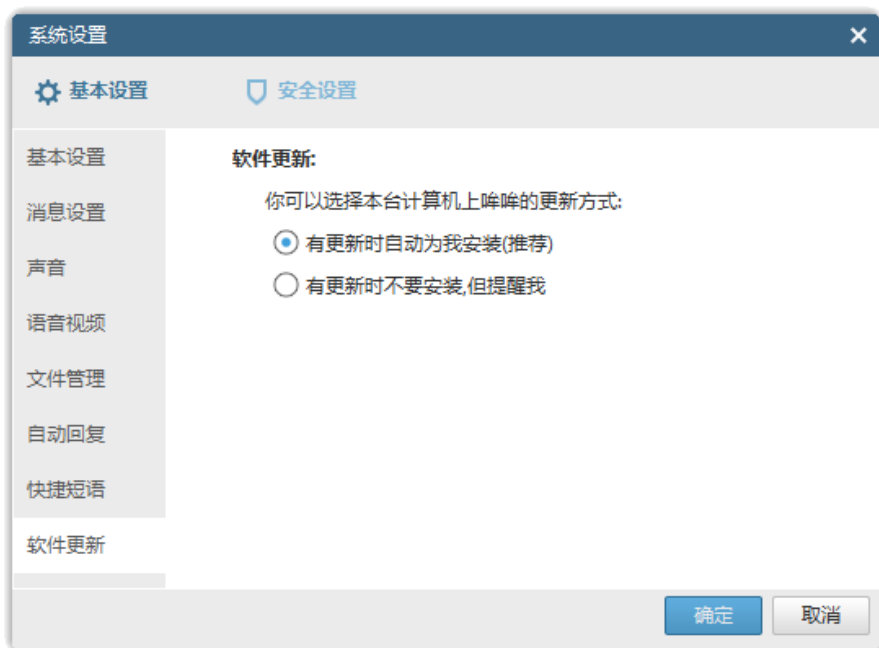 系统设置
基本设置
安全设置
基本设置
消息设置
声音
语音视频
文件管理
自动回复
快捷短语
软件更新
软件更新:
你可以选择本台计算机上哞哞的更新方式:
有更新时自动为我安装(推荐)
有更新时不要安装,但提醒我
确定
取消